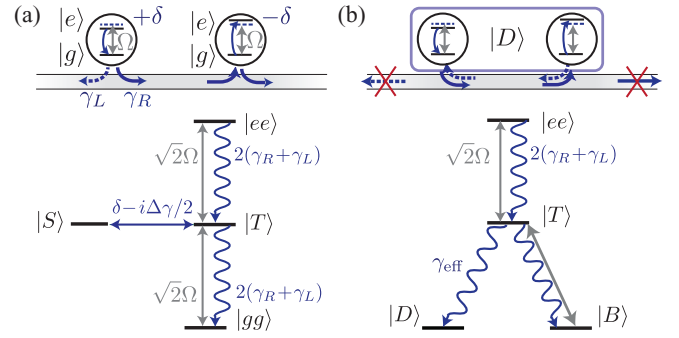 (a)
|e⟩ +δ −δ
|e⟩
Ω Ω
|g⟩ |g⟩
γ_L γ_R
|ee⟩
√2Ω 2(γ_R+γ_L)
|S⟩ δ−iΔγ/2 |T⟩
√2Ω 2(γ_R+γ_L)
|gg⟩
(b)
|D⟩
|ee⟩
√2Ω 2(γ_R+γ_L)
|T⟩
γ_eff
|D⟩ |B⟩